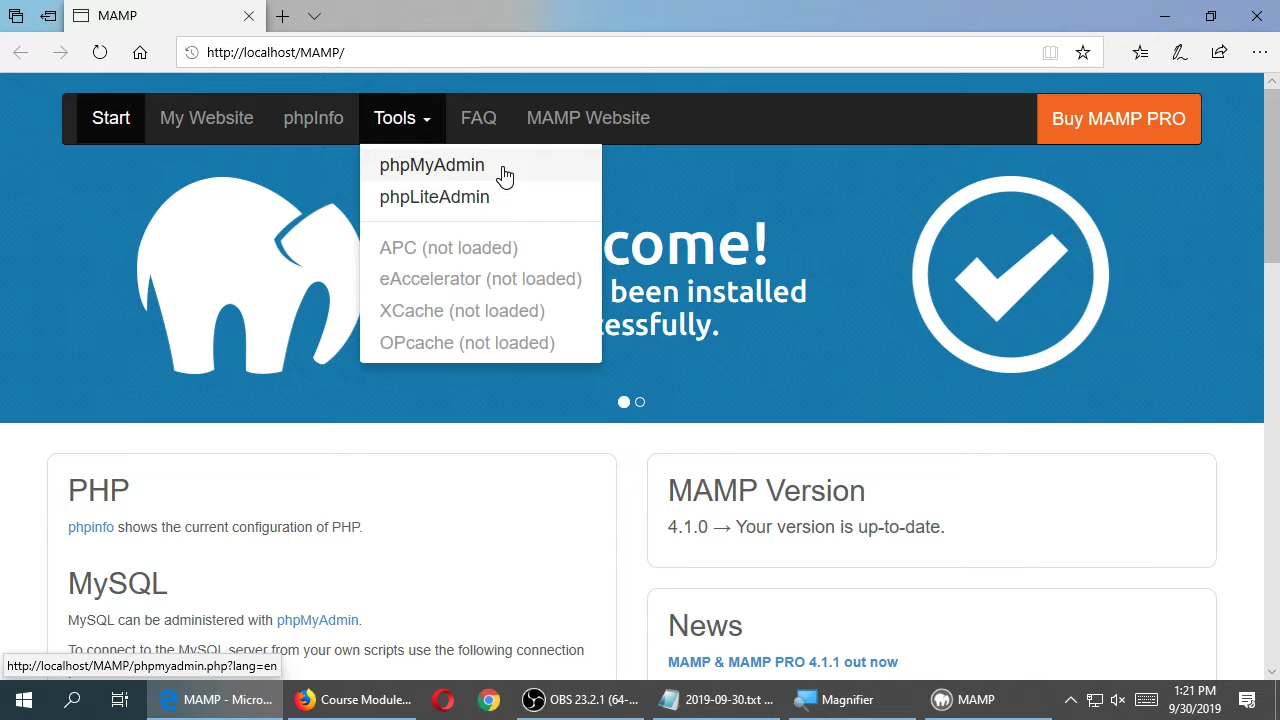 MAMP
http://localhost/MAMP/
Start My Website phpInfo Tools FAQ MAMP Website Buy MAMP PRO
phpMyAdmin
phpLiteAdmin
APC (not loaded)
eAccelerator (not loaded)
XCache (not loaded)
OPcache (not loaded)
come!
been installed
cessfully.
PHP
phpinfo shows the current configuration of PHP.
MySQL
MySQL can be administered with phpMyAdmin.
To connect to the MySQL server from your own scripts use the following connection
MAMP Version
4.1.0 → Your version is up-to-date.
News
MAMP & MAMP PRO 4.1.1 out now
http://localhost/MAMP/phpmyadmin.php?lang=en
MAMP - Micro...
Course Module...
OBS 23.2.1 (64-...
2019-09-30.txt ...
Magnifier
MAMP
1:21 PM
9/30/2019